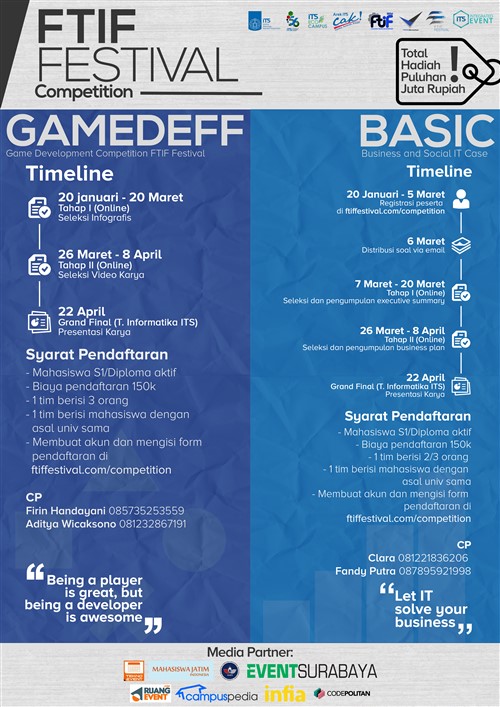 FTIF
FESTIVAL
Competition
ITS
ITS
CAMPUS
Anak ITS
cak!
FTIF
ITS
EVENT
Total
Hadiah
Puluhan
Juta Rupiah
!
GAMEDEFF
Game Development Competition FTIF Festival
Timeline
20 januari - 20 Maret
Tahap I (Online)
Seleksi Infografis
26 Maret - 8 April
Tahap II (Online)
Seleksi Video Karya
22 April
Grand Final (T. Informatika ITS)
Presentasi Karya
Syarat Pendaftaran
- Mahasiswa S1/Diploma aktif
- Biaya pendaftaran 150k
- 1 tim berisi 3 orang
- 1 tim berisi mahasiswa dengan
asal univ sama
- Membuat akun dan mengisi form
pendaftaran di
ftiffestival.com/competition
CP
Firin Handayani 085735253559
Aditya Wicaksono 081232867191
“Being a player
is great, but
being a developer
is awesome”
BASIC
Business and Social IT Case
Timeline
20 Januari - 5 Maret
Registrasi peserta
di ftiffestival.com/competition
6 Maret
Distribusi soal via email
7 Maret - 20 Maret
Tahap I (Online)
Seleksi dan pengumpulan executive summary
26 Maret - 8 April
Tahap II (Online)
Seleksi dan pengumpulan business plan
22 April
Grand Final (T. Informatika ITS)
Presentasi Karya
Syarat Pendaftaran
- Mahasiswa S1/Diploma aktif
- Biaya pendaftaran 150k
- 1 tim berisi 2/3 orang
- 1 tim berisi mahasiswa dengan
asal univ sama
- Membuat akun dan mengisi form
pendaftaran di
ftiffestival.com/competition
CP
Clara 081221836206
Fandy Putra 087895921998
“Let IT
solve your
business”
Media Partner:
MAHASISWA JATIM
EVENTSURABAYA
RUANG
EVENT
campuspedia
infia
CODEPOLITAN